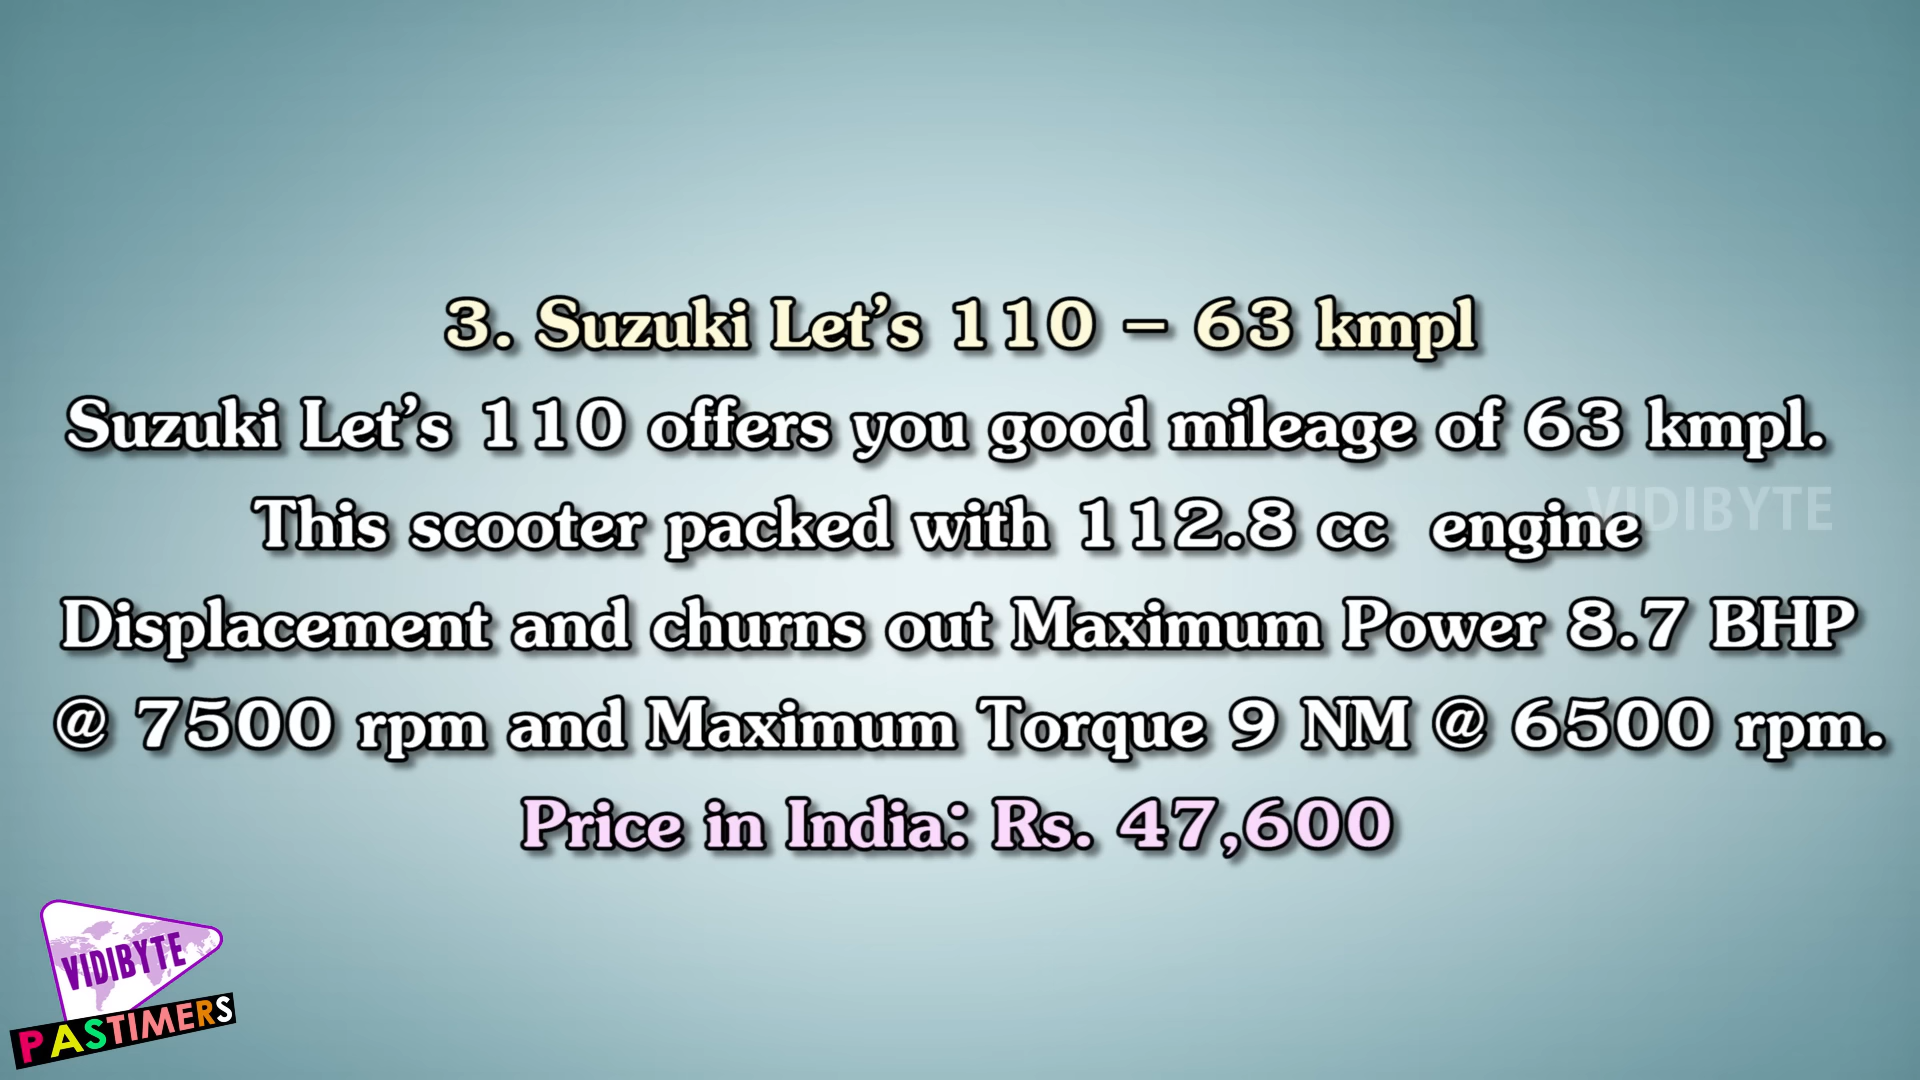 3. Suzuki Let’s 110 – 63 kmpl
Suzuki Let’s 110 offers you good mileage of 63 kmpl.
This scooter packed with 112.8 cc engine
VIDIBYTE
Displacement and churns out Maximum Power 8.7 BHP
@ 7500 rpm and Maximum Torque 9 NM @ 6500 rpm.
Price in India: Rs. 47,600
VIDIBYTE
PASTIMERS